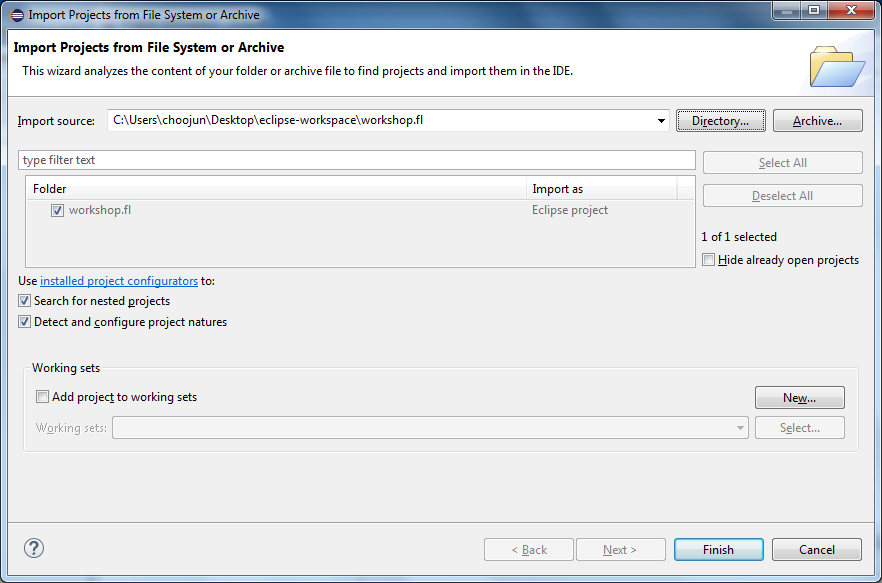 Import Projects from File System or Archive
Import Projects from File System or Archive
This wizard analyzes the content of your folder or archive file to find projects and import them in the IDE.
Import source: C:\Users\choojun\Desktop\eclipse-workspace\workshop.fl Directory... Archive...
type filter text Select All
Folder Import as Deselect All
workshop.fl Eclipse project
1 of 1 selected
Hide already open projects
Use installed project configurators to:
Search for nested projects
Detect and configure project natures
Working sets
Add project to working sets New...
Working sets: Select...
? < Back Next > Finish Cancel